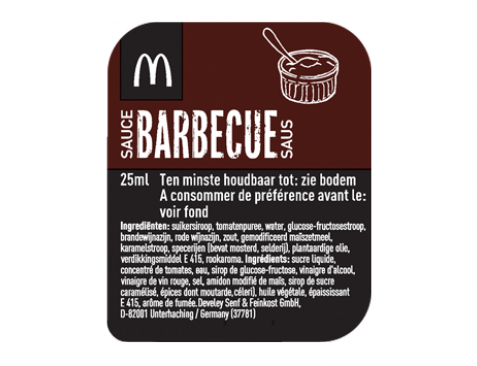 SAUCE
BARBECUE
SAUS
25ml Ten minste houdbaar tot: zie bodem
A consommer de préférence avant le:
voir fond
Ingrediënten: suikersiroop, tomatenpuree, water, glucose-fructosestroop,
brandewijnazijn, rode wijnazijn, zout, gemodificeerd maïszetmeel,
karamelstroop, specerijen (bevat mosterd, selderij), plantaardige olie,
verdikkingsmiddel E 415, rookaroma. Ingrédients: sucre liquide,
concentré de tomates, eau, sirop de glucose-fructose, vinaigre d'alcool,
vinaigre de vin rouge, sel, amidon modifié de maïs, sirop de sucre
caramélisé, épices (dont moutarde, céleri), huile végétale, épaississant
E 415, arôme de fumée. Develey Senf & Feinkost GmbH,
D-82001 Unterhaching / Germany (37781)